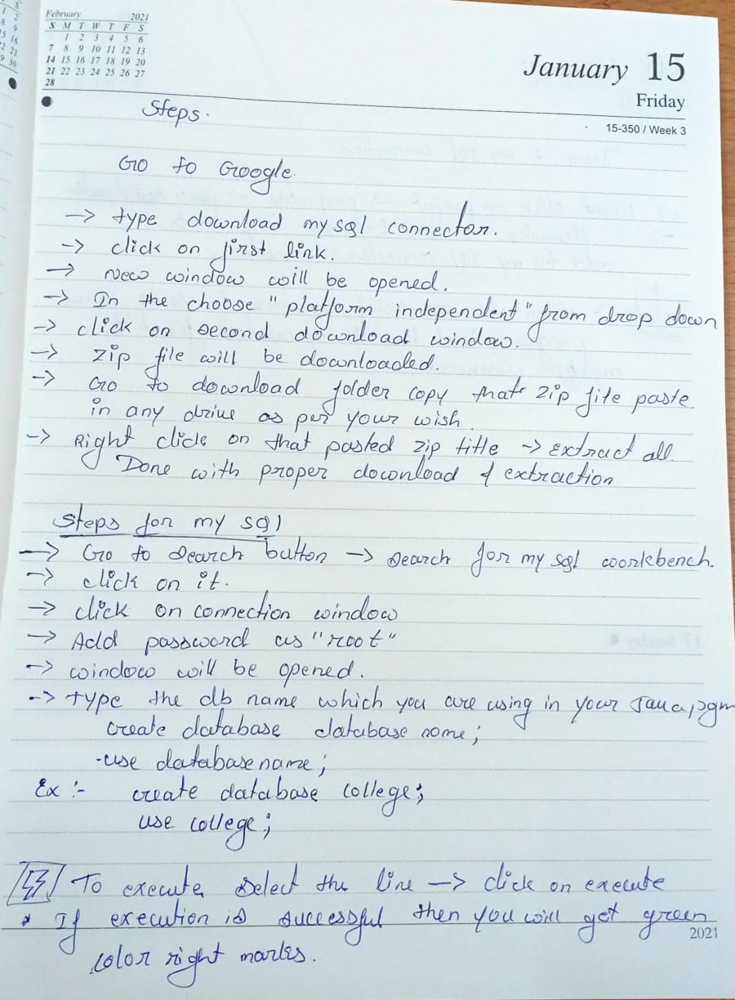 February 2021
S M T W T F S
1 2 3 4 5 6
7 8 9 10 11 12 13
14 15 16 17 18 19 20
21 22 23 24 25 26 27
28
January 15
Friday
15-350 / Week 3
Steps.
Go to Google.
→ type download my sql connector.
→ click on first link.
→ New window will be opened.
→ In the choose "platform independent" from drop down
→ click on second download window.
→ Zip file will be downloaded.
→ Go to download folder copy that zip file paste
in any drive as per your wish.
→ Right click on that pasted zip title → extract all.
Done with proper download & extraction
Steps for my sql
→ Go to search button → search for my sql workbench.
→ click on it.
→ click on connection window
→ Add password as "root"
→ window will be opened.
→ type the db name which you are using in your Java pgm
create database database name;
use databasename;
Ex :- create database college;
use college;
To execute select the line → click on execute
* If execution is successful then you will get green
color right marks.
2021